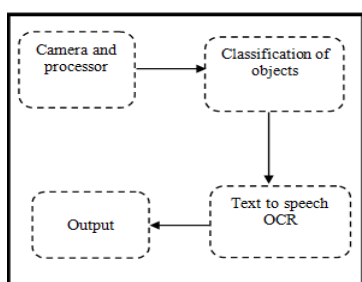 Camera and
processor
Classification of
objects
Text to speech
OCR
Output